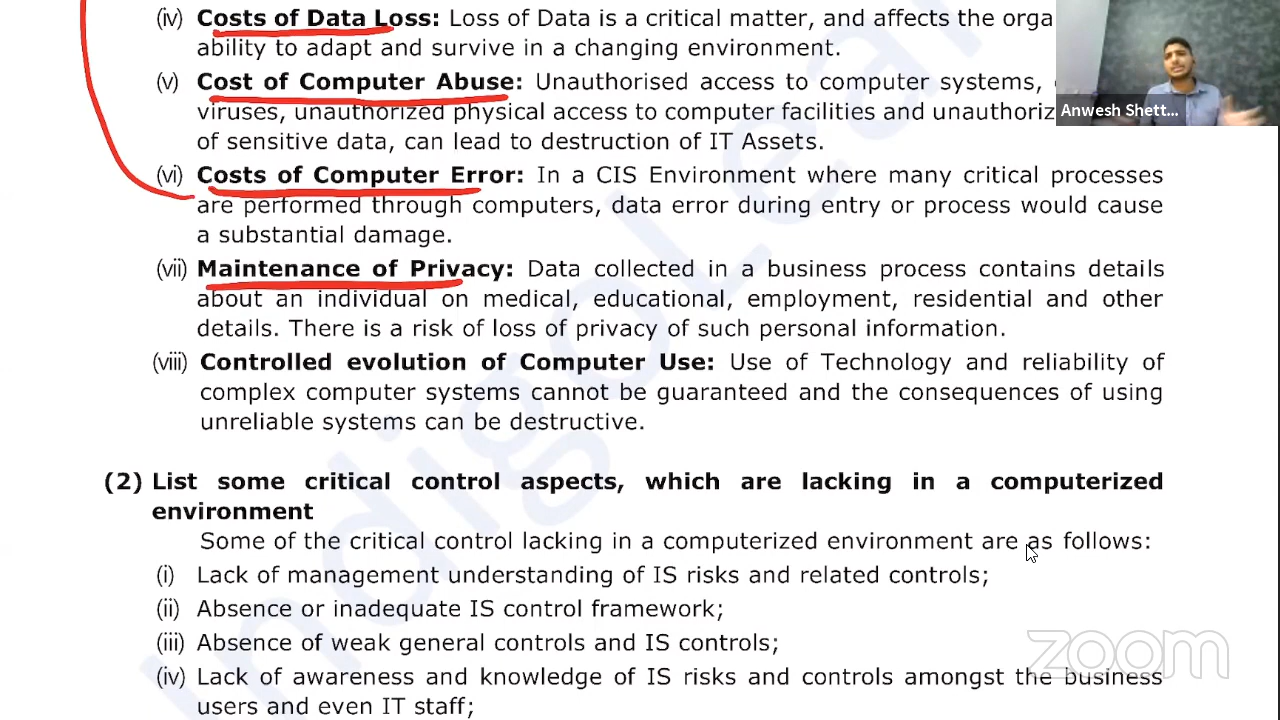 (iv) Costs of Data Loss: Loss of Data is a critical matter, and affects the orga
ability to adapt and survive in a changing environment.
(v) Cost of Computer Abuse: Unauthorised access to computer systems,
viruses, unauthorized physical access to computer facilities and unauthoriz
Anwesh Shett...
of sensitive data, can lead to destruction of IT Assets.
(vi) Costs of Computer Error: In a CIS Environment where many critical processes
are performed through computers, data error during entry or process would cause
a substantial damage.
(vii) Maintenance of Privacy: Data collected in a business process contains details
about an individual on medical, educational, employment, residential and other
details. There is a risk of loss of privacy of such personal information.
(viii) Controlled evolution of Computer Use: Use of Technology and reliability of
complex computer systems cannot be guaranteed and the consequences of using
unreliable systems can be destructive.
(2) List some critical control aspects, which are lacking in a computerized
environment
Some of the critical control lacking in a computerized environment are as follows:
(i) Lack of management understanding of IS risks and related controls;
(ii) Absence or inadequate IS control framework;
(iii) Absence of weak general controls and IS controls;
(iv) Lack of awareness and knowledge of IS risks and controls amongst the business
users and even IT staff;
zoom
IndigoLear